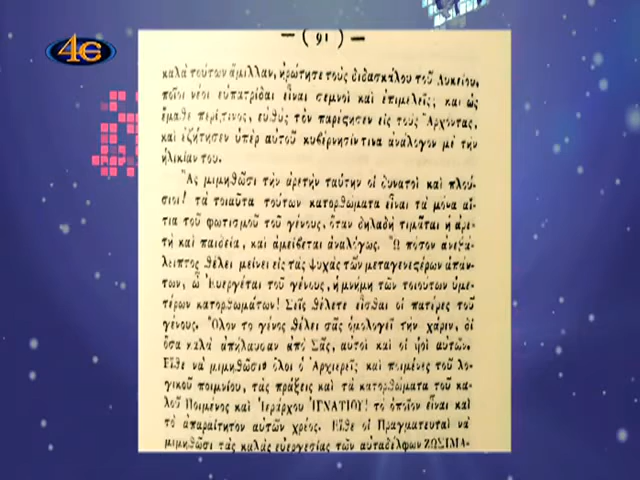 4E
— ( 91 ) —
καλὰ τούτων ἅμιλλαν, ἠρώτησε τοὺς διδασκάλου τοῦ Λυκείου,
ποῖοι νέοι εὐπατρίδαι εἶναι σεμνοὶ καὶ ἐπιμελεῖς; καὶ ὡς
ἔμαθε περί τινος, εὐθὺς τὸν παρέστησεν εἰς τοὺς Ἄρχοντας,
καὶ ἐζήτησεν ὑπὲρ αὐτοῦ κυβέρνησίν τινα ἀνάλογον μὲ τὴν
ἡλικίαν του.
Ἂς μιμηθῶσι τὴν ἀρετὴν ταύτην οἱ δυνατοὶ καὶ πλού-
σιοι! τὰ τοιαῦτα τούτων κατορθώματα εἶναι τὰ μόνα αἴ-
τια τοῦ φωτισμοῦ τοῦ γένους, ὅταν δηλαδὴ τιμᾶται ἡ ἀρε-
τὴ καὶ παιδεία, καὶ ἀμείβεται ἀναλόγως. Ὢ πόσον ἀνεξά-
λειπτος θέλει μείνει εἰς τὰς ψυχὰς τῶν μεταγενεστέρων ἁπάν-
των, ὦ Εὐεργέται τοῦ γένους, ἡ μνήμη τῶν τοιούτων ὑμε-
τέρων κατορθωμάτων! Σεῖς θέλετε εἶσθαι οἱ πατέρες τοῦ
γένους. Ὅλον τὸ γένος θέλει σᾶς ὁμολογεῖ τὴν χάριν, δι'
ὅσα καλὰ ἀπήλαυσαν ἀπὸ Σᾶς, αὐτοὶ καὶ οἱ υἱοὶ αὐτῶν.
Εἴθε νὰ μιμηθῶσιν ὅλοι οἱ Ἀρχιερεῖς καὶ ποιμένες τοῦ λο-
γικοῦ ποιμνίου, τὰς πράξεις καὶ τὰ κατορθώματα τοῦ κα-
λοῦ Ποιμένος καὶ Ἱεράρχου ἸΓΝΑΤΙΟΥ! τὸ ὁποῖον εἶναι καὶ
τὸ ἀπαραίτητον αὐτῶν χρέος. Εἴθε οἱ Πραγματευταὶ νὰ
μιμηθῶσι τὰς καλὰς εὐεργεσίας τῶν αὐταδέλφων ΖΩΣΙΜΑ-